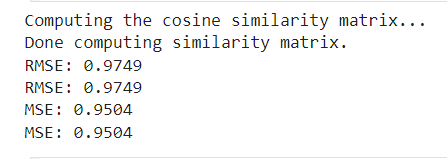 Computing the cosine similarity matrix...
Done computing similarity matrix.
RMSE: 0.9749
RMSE: 0.9749
MSE: 0.9504
MSE: 0.9504